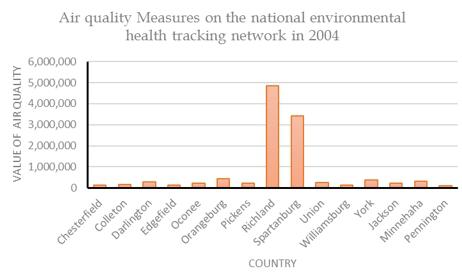 Air quality Measures on the national environmental
health tracking network in 2004
VALUE OF AIR QUALITY
6,000,000
5,000,000
4,000,000
3,000,000
2,000,000
1,000,000
0
Chesterfield
Colleton
Darlington
Edgefield
Oconee
Orangeburg
Pickens
Richland
Spartanburg
Union
Williamsburg
York
Jackson
Minnehaha
Pennington
COUNTRY